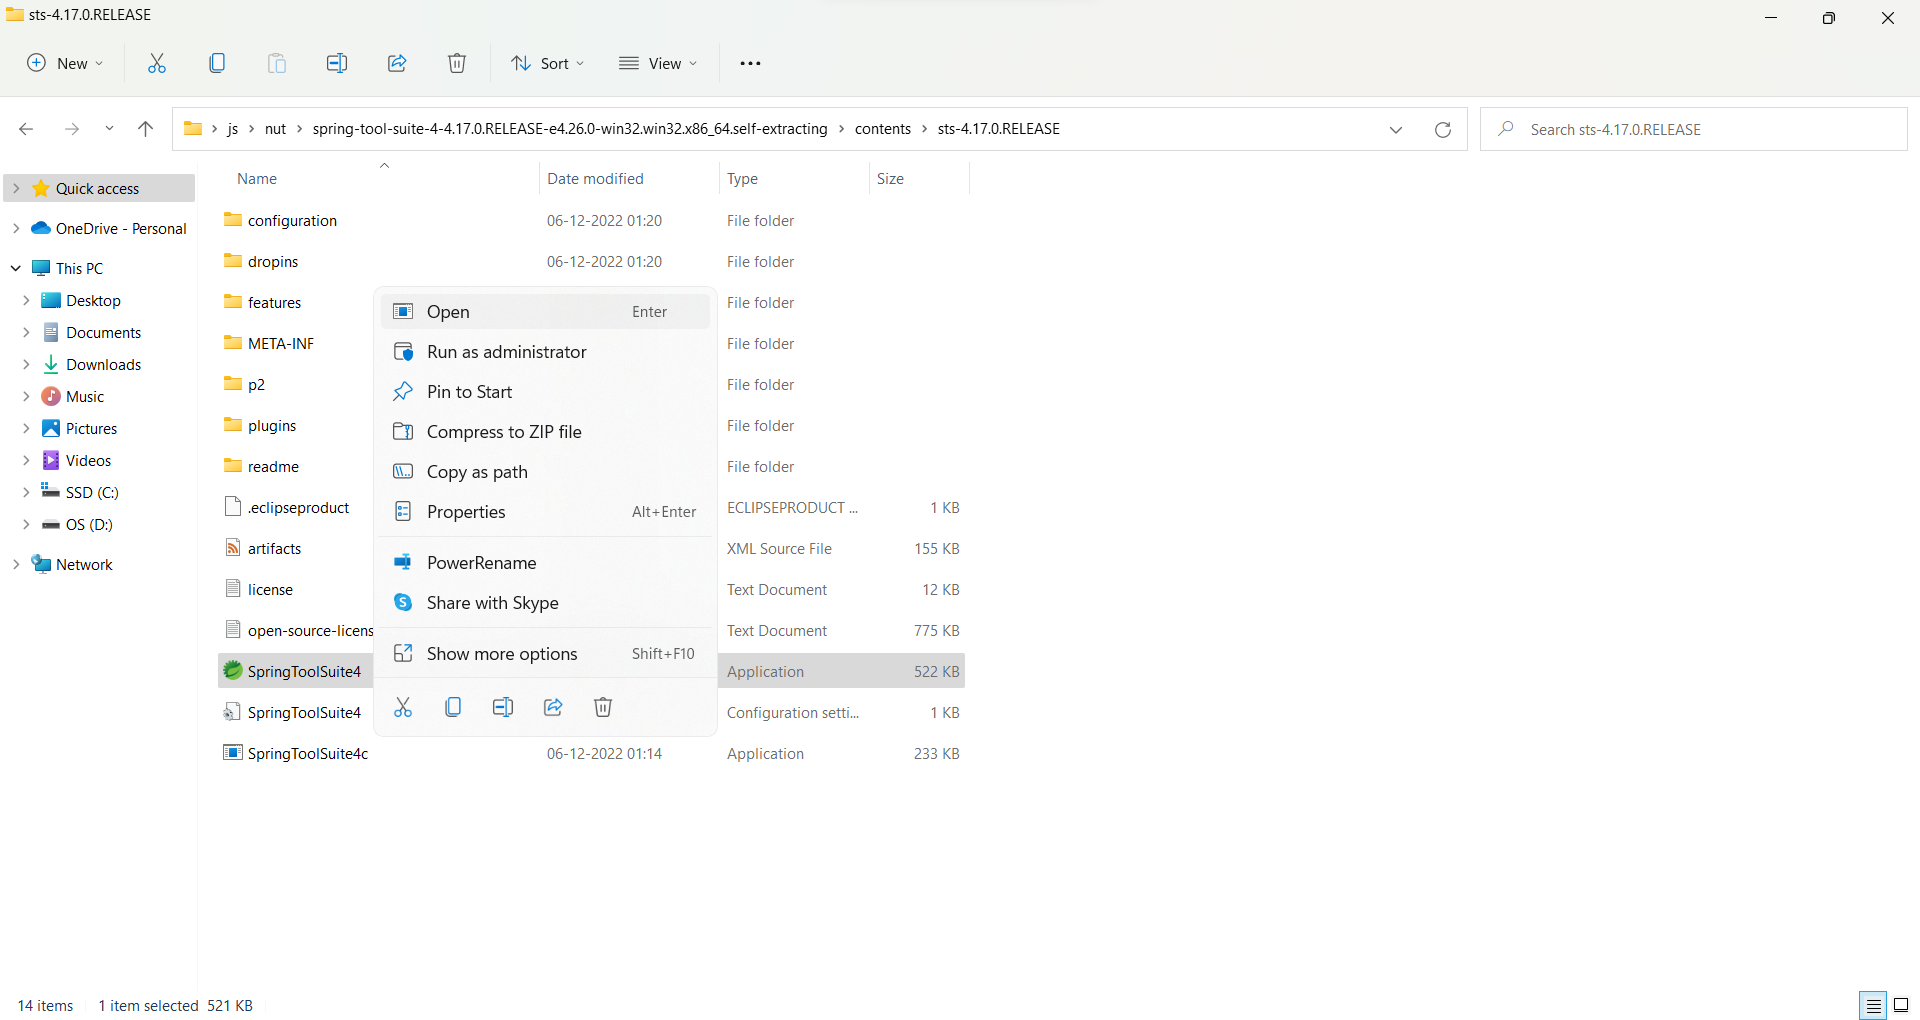 sts-4.17.0.RELEASE
New
Sort
View
js nut spring-tool-suite-4-4.17.0.RELEASE-e4.26.0-win32.win32.x86_64.self-extracting contents sts-4.17.0.RELEASE
Search sts-4.17.0.RELEASE
Quick access
OneDrive - Personal
This PC
Desktop
Documents
Downloads
Music
Pictures
Videos
SSD (C:)
OS (D:)
Network
Name Date modified Type Size
configuration 06-12-2022 01:20 File folder
dropins 06-12-2022 01:20 File folder
features File folder
META-INF File folder
p2 File folder
plugins File folder
readme File folder
.eclipseproduct ECLIPSEPRODUCT ... 1 KB
artifacts XML Source File 155 KB
license Text Document 12 KB
open-source-licens Text Document 775 KB
SpringToolSuite4 Application 522 KB
SpringToolSuite4 Configuration setti... 1 KB
SpringToolSuite4c 06-12-2022 01:14 Application 233 KB
Open Enter
Run as administrator
Pin to Start
Compress to ZIP file
Copy as path
Properties Alt+Enter
PowerRename
Share with Skype
Show more options Shift+F10
14 items 1 item selected 521 KB